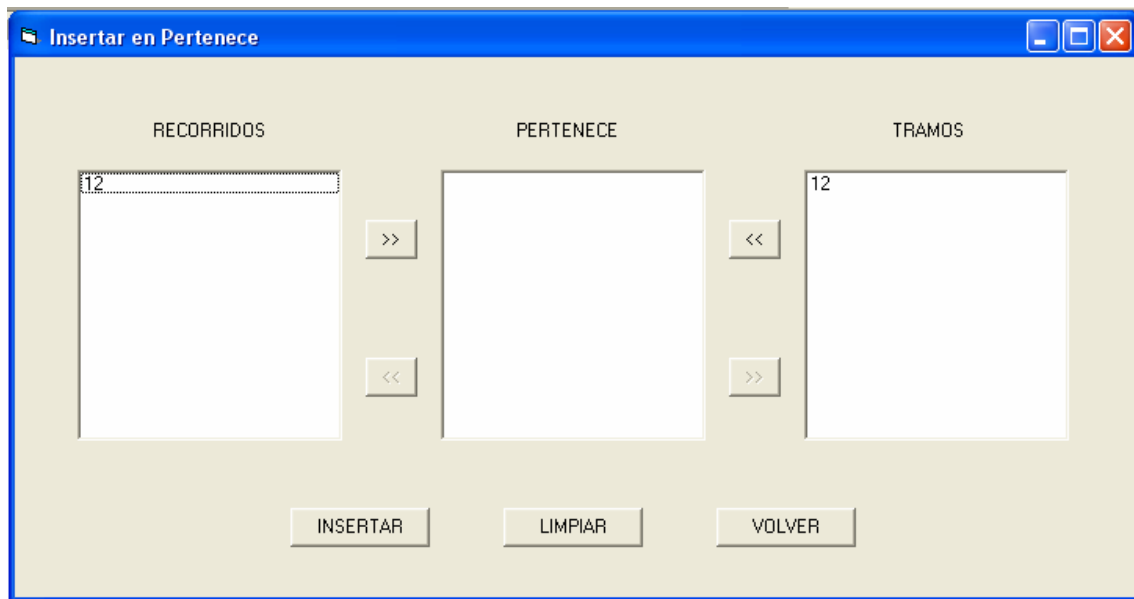 Insertar en Pertenece
RECORRIDOS PERTENECE TRAMOS
12 12
>> <<
<< >>
INSERTAR LIMPIAR VOLVER